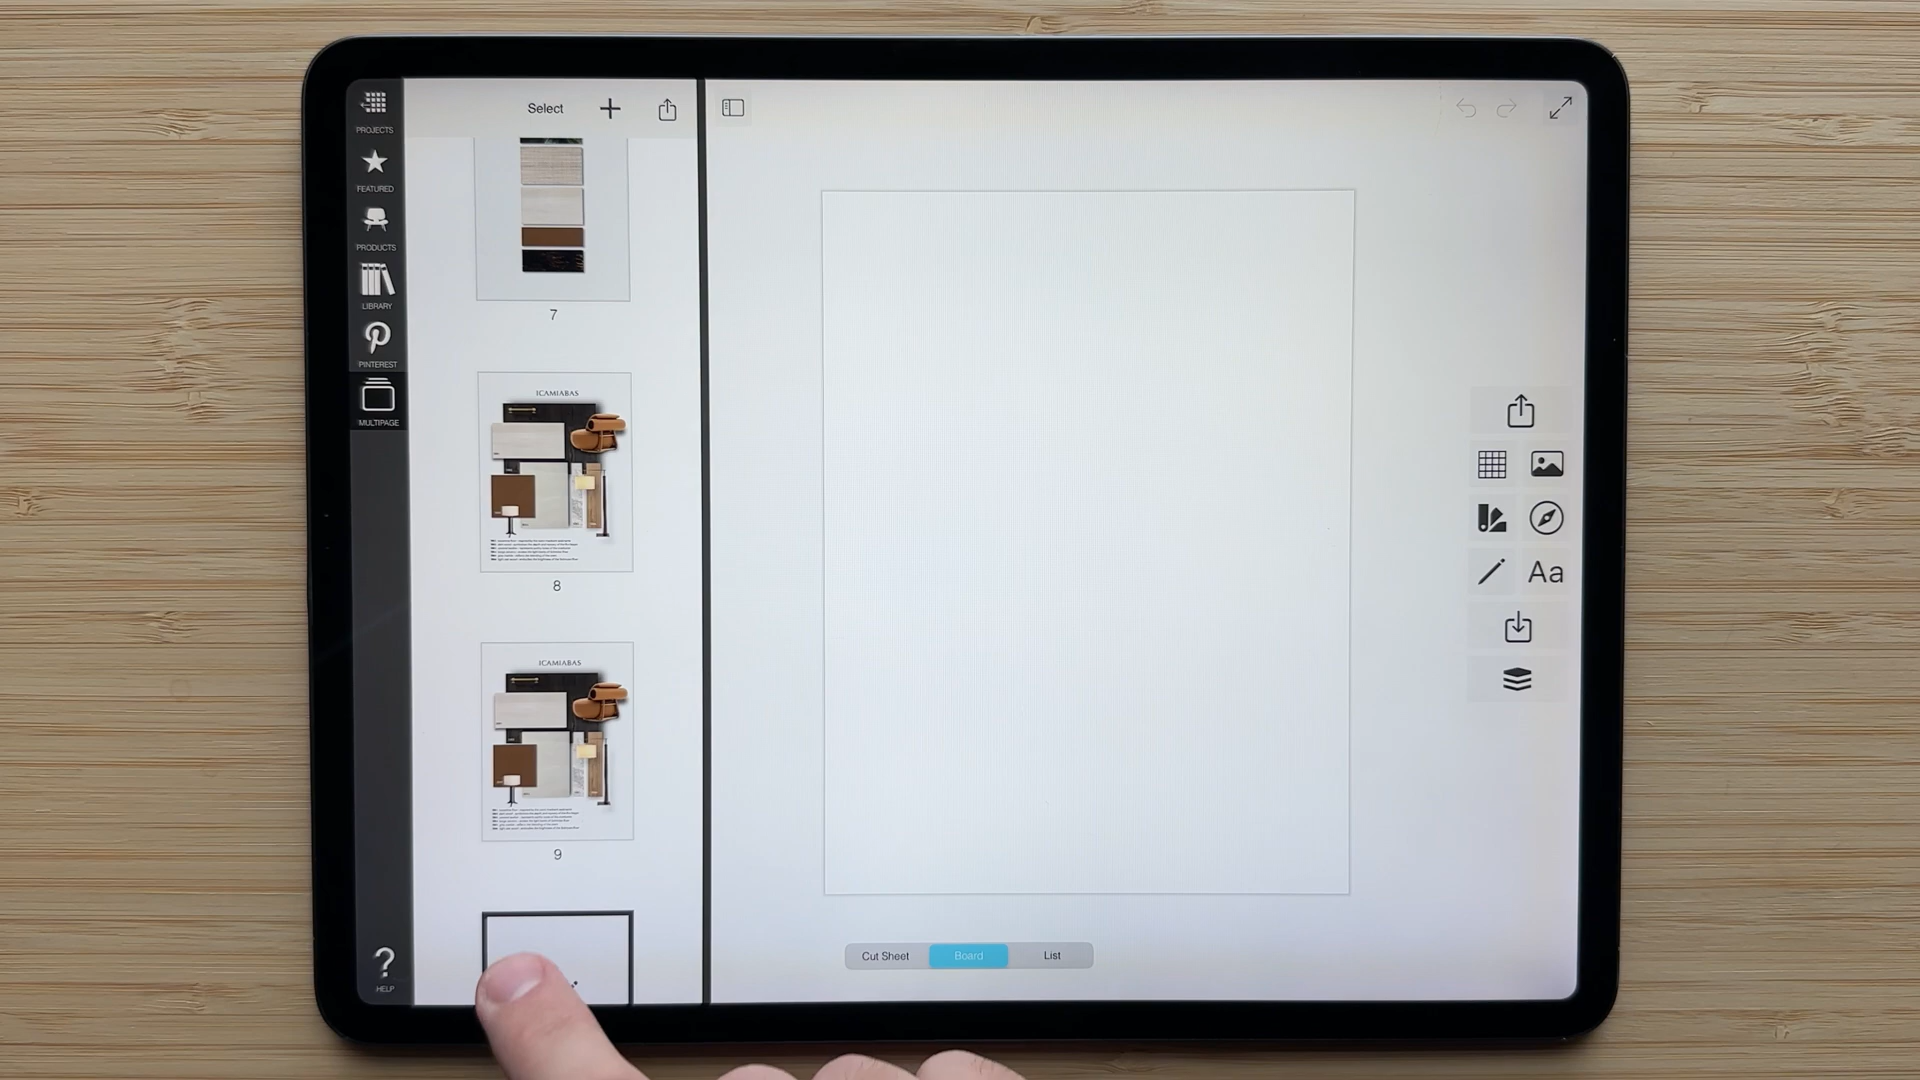 PROJECTS
FEATURED
PRODUCTS
LIBRARY
PINTEREST
MULTIPAGE
HELP
Select
7
ICAMIABAS
8
ICAMIABAS
9
Aa
Cut Sheet
Board
List